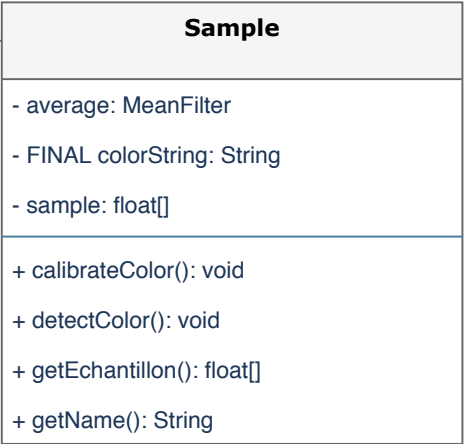 Sample
- average: MeanFilter
- FINAL colorString: String
- sample: float[]
+ calibrateColor(): void
+ detectColor(): void
+ getEchantillon(): float[]
+ getName(): String